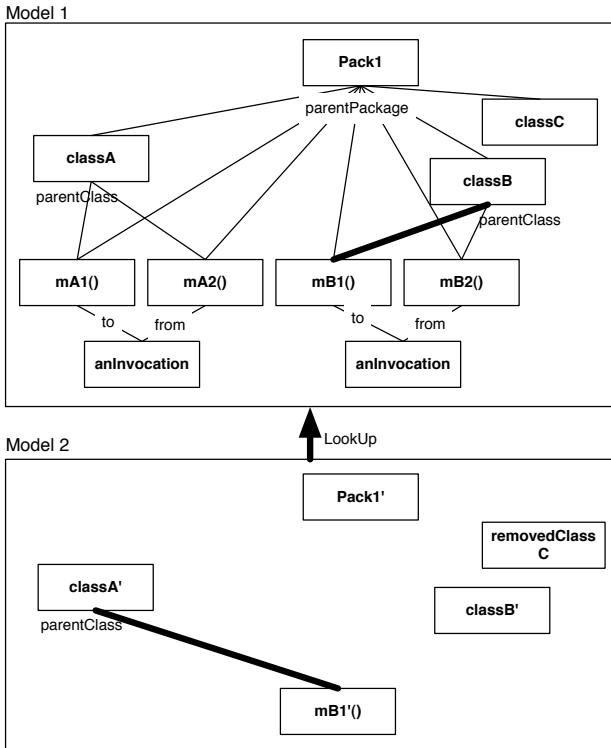 Model 1
Pack1
parentPackage
classC
classA
classB
parentClass
parentClass
mA1()
mA2()
mB1()
mB2()
to
from
to
from
anInvocation
anInvocation
LookUp
Model 2
Pack1'
removedClass
C
classA'
classB'
parentClass
mB1'()